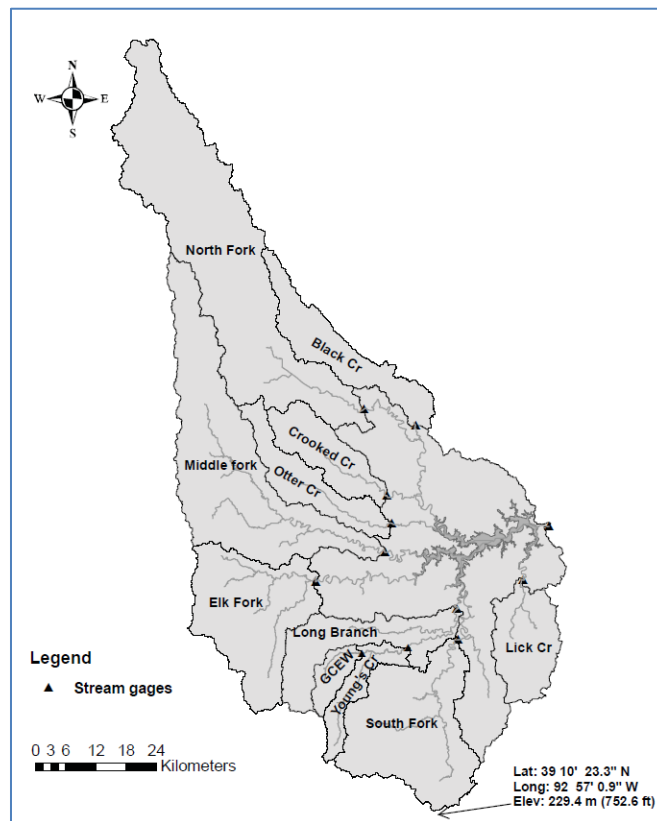 N
W E
S
North Fork
Black Cr
Crooked Cr
Middle fork
Otter Cr
Elk Fork
Long Branch
Lick Cr
GCEW
Young's Cr
South Fork
Legend
Stream gages
0 3 6 12 18 24
Kilometers
Lat: 39 10' 23.3" N
Long: 92 57' 0.9" W
Elev: 229.4 m (752.6 ft)